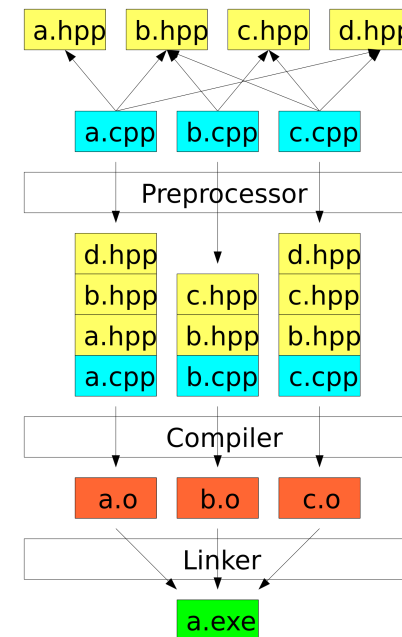 a.hpp b.hpp c.hpp d.hpp
a.cpp b.cpp c.cpp
Preprocessor
d.hpp d.hpp
b.hpp c.hpp c.hpp
a.hpp b.hpp b.hpp
a.cpp b.cpp c.cpp
Compiler
a.o b.o c.o
Linker
a.exe